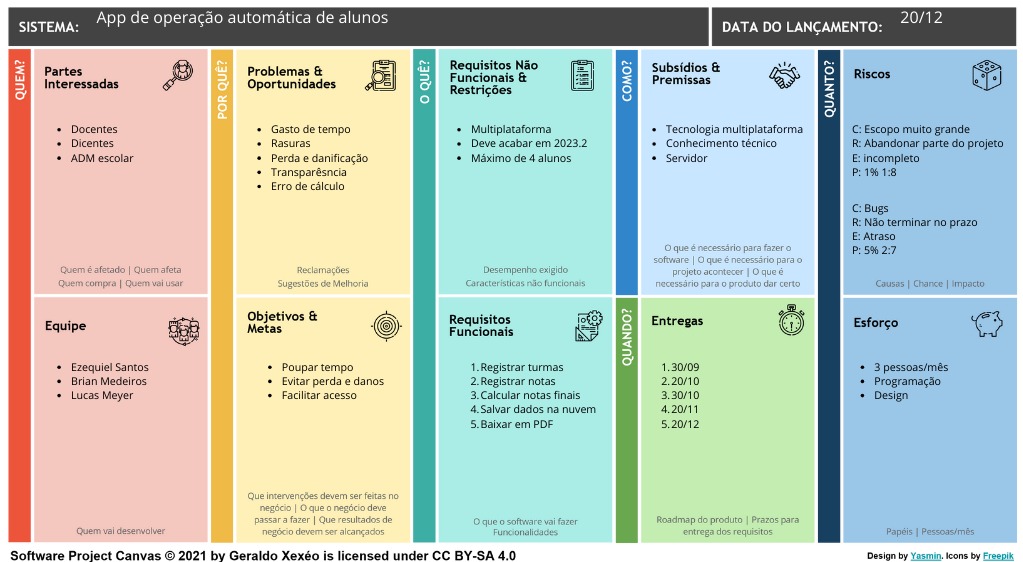 SISTEMA: App de operação automática de alunos
DATA DO LANÇAMENTO: 20/12
QUEM?
Partes
Interessadas
• Docentes
• Dicentes
• ADM escolar
Quem é afetado | Quem afeta
Quem compra | Quem vai usar
Equipe
• Ezequiel Santos
• Brian Medeiros
• Lucas Meyer
Quem vai desenvolver
POR QUÊ?
Problemas &
Oportunidades
• Gasto de tempo
• Rasuras
• Perda e danificação
• Transparêsncia
• Erro de cálculo
Reclamações
Sugestões de Melhoria
Objetivos &
Metas
• Poupar tempo
• Evitar perda e danos
• Facilitar acesso
Que intervenções devem ser feitas no
negócio | O que o negócio deve
passar a fazer | Que resultados de
negócio devem ser alcançados
O QUÊ?
Requisitos Não
Funcionais &
Restrições
• Multiplataforma
• Deve acabar em 2023.2
• Máximo de 4 alunos
Desempenho exigido
Características não funcionais
Requisitos
Funcionais
1. Registrar turmas
2. Registrar notas
3. Calcular notas finais
4. Salvar dados na nuvem
5. Baixar em PDF
O que o software vai fazer
Funcionalidades
COMO?
Subsídios &
Premissas
• Tecnologia multiplataforma
• Conhecimento técnico
• Servidor
O que é necessário para fazer o
software | O que é necessário para o
projeto acontecer | O que é
necessário para o produto dar certo
QUANDO?
Entregas
1. 30/09
2. 20/10
3. 30/10
4. 20/11
5. 20/12
Roadmap do produto | Prazos para
entrega dos requisitos
QUANTO?
Riscos
C: Escopo muito grande
R: Abandonar parte do projeto
E: incompleto
P: 1% 1:8
C: Bugs
R: Não terminar no prazo
E: Atraso
P: 5% 2:7
Causas | Chance | Impacto
Esforço
• 3 pessoas/mês
• Programação
• Design
Papéis | Pessoas/mês
Software Project Canvas © 2021 by Geraldo Xexéo is licensed under CC BY-SA 4.0
Design by Yasmin. Icons by Freepik